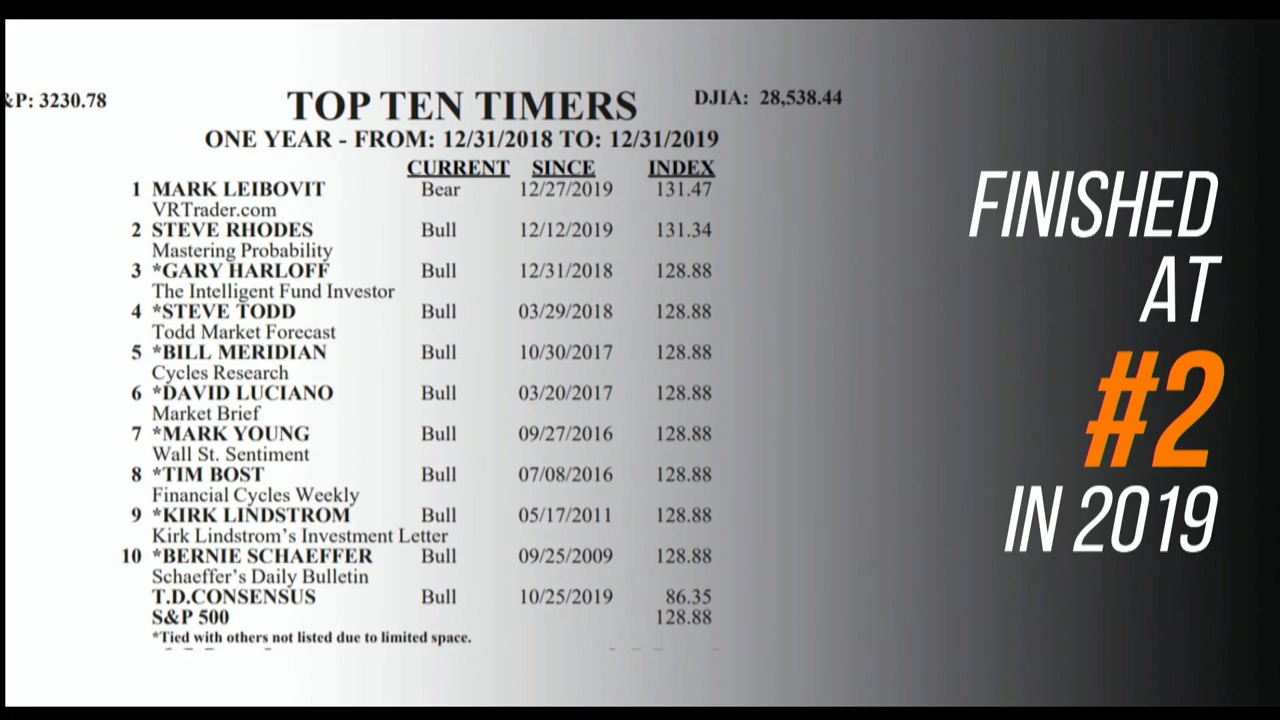 &P: 3230.78
TOP TEN TIMERS
DJIA: 28,538.44
ONE YEAR - FROM: 12/31/2018 TO: 12/31/2019
CURRENT SINCE INDEX
1 MARK LEIBOVIT Bear 12/27/2019 131.47
VRTrader.com
2 STEVE RHODES Bull 12/12/2019 131.34
Mastering Probability
3 *GARY HARLOFF Bull 12/31/2018 128.88
The Intelligent Fund Investor
4 *STEVE TODD Bull 03/29/2018 128.88
Todd Market Forecast
5 *BILL MERIDIAN Bull 10/30/2017 128.88
Cycles Research
6 *DAVID LUCIANO Bull 03/20/2017 128.88
Market Brief
7 *MARK YOUNG Bull 09/27/2016 128.88
Wall St. Sentiment
8 *TIM BOST Bull 07/08/2016 128.88
Financial Cycles Weekly
9 *KIRK LINDSTROM Bull 05/17/2011 128.88
Kirk Lindstrom's Investment Letter
10 *BERNIE SCHAEFFER Bull 09/25/2009 128.88
Schaeffer's Daily Bulletin
T.D.CONSENSUS Bull 10/25/2019 86.35
S&P 500 128.88
*Tied with others not listed due to limited space.
FINISHED
AT
#2
IN 2019